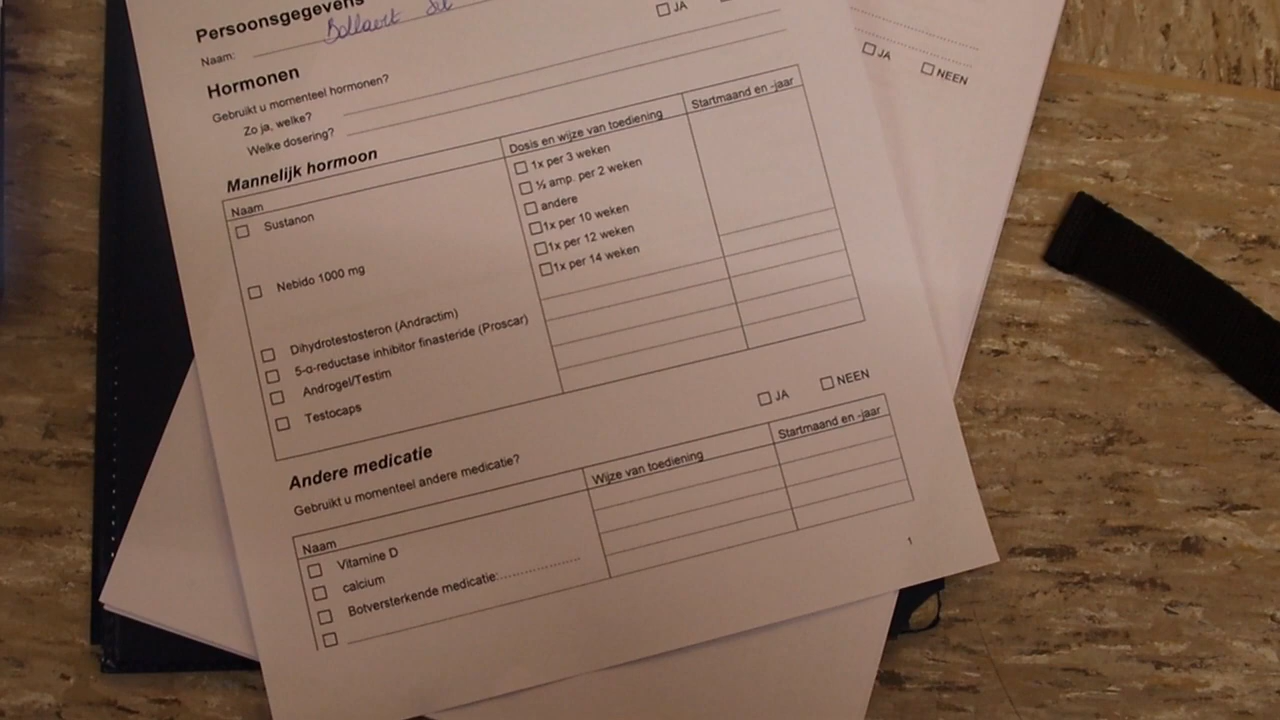 Persoonsgegevens
Naam: Bollaert
Hormonen
Gebruikt u momenteel hormonen? JA
Zo ja, welke?
Welke dosering?
Mannelijk hormoon
Naam Dosis en wijze van toediening Startmaand en -jaar
Sustanon 1x per 3 weken
½ amp. per 2 weken
andere
Nebido 1000 mg 1x per 10 weken
1x per 12 weken
1x per 14 weken
Dihydrotestosteron (Andractim)
5-α-reductase inhibitor finasteride (Proscar)
Androgel/Testim
Testocaps
Andere medicatie
Gebruikt u momenteel andere medicatie? JA NEEN
Naam Wijze van toediening Startmaand en -jaar
Vitamine D
calcium
Botversterkende medicatie:
1
JA NEEN